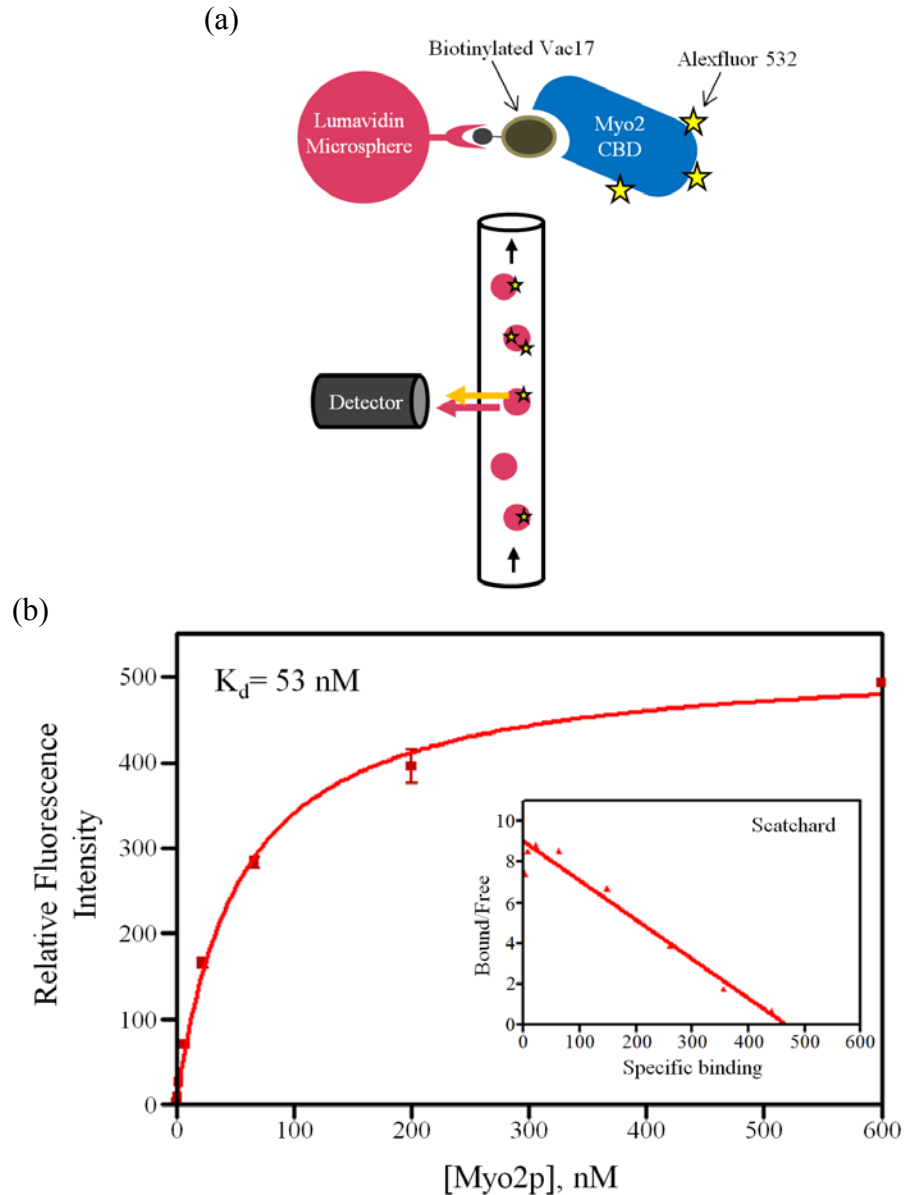 (a)
Biotinylated Vac17
Alexfluor 532
Lumavidin
Microsphere
Myo2
CBD
Detector
(b)
Kd= 53 nM
Relative Fluorescence
Intensity
500
400
300
200
100
0
0 100 200 300 400 500 600
[Myo2p], nM
Scatchard
Bound/Free
10
8
6
4
2
0
0 100 200 300 400 500 600
Specific binding